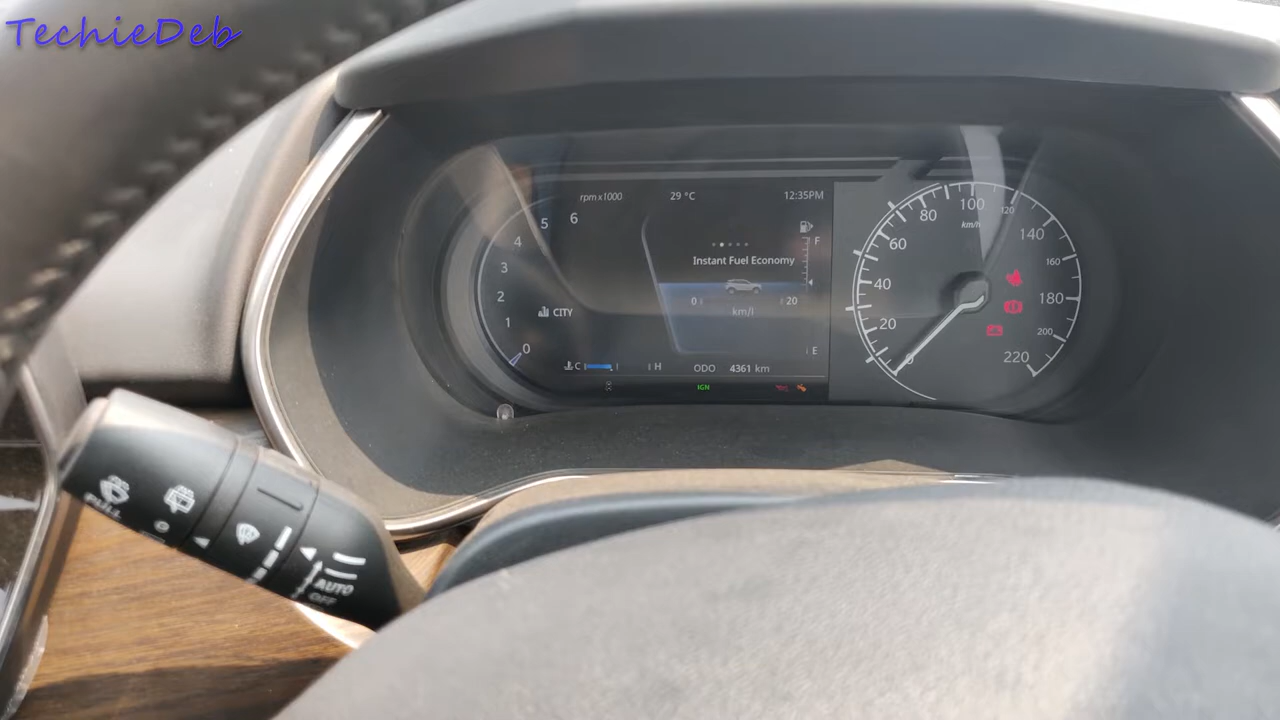 TechieDeb
rpm x1000
29 °C
12:35PM
0
1
2
3
4
5
6
CITY
Instant Fuel Economy
0
20
km/l
F
E
C
H
ODO 4361 km
IGN
0
20
40
60
80
100
120
140
160
180
200
220
km/h
PULL
AUTO
OFF